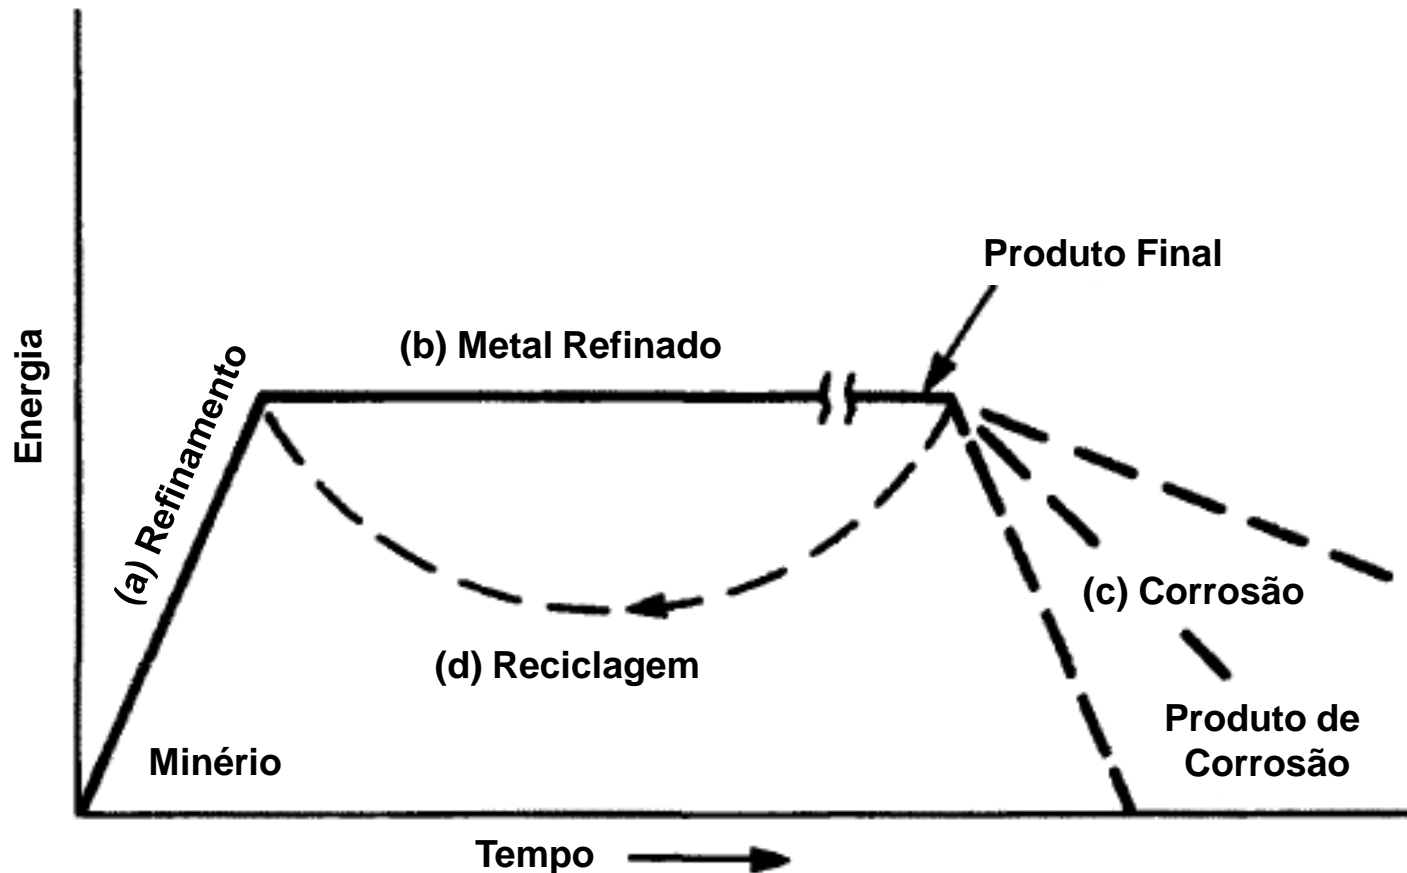 Produto Final
(b) Metal Refinado
Energia
(a) Refinamento
(c) Corrosão
(d) Reciclagem
Produto de
Corrosão
Minério
Tempo